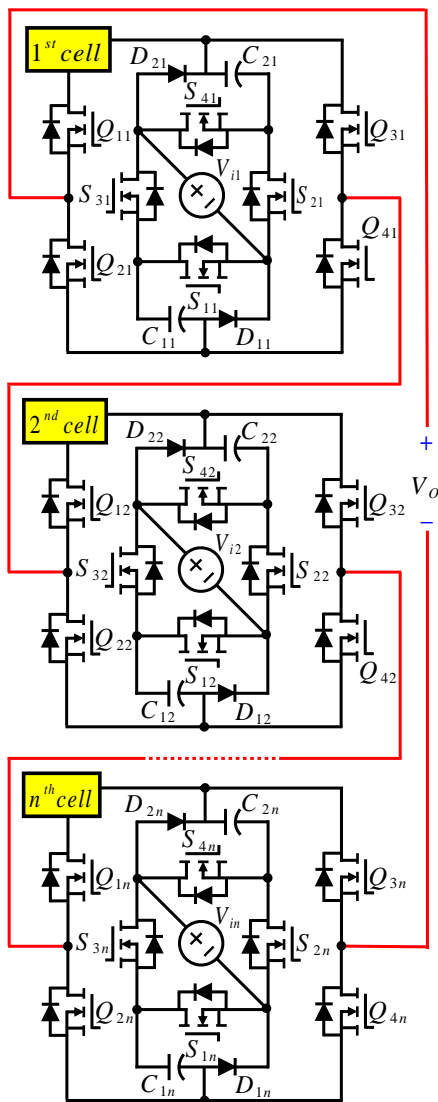 1st cell
D21
C21
S41
Q11
Vi1
Q31
S31
S21
Q21
Q41
S11
C11
D11
2nd cell
D22
C22
S42
Q12
Vi2
Q32
S32
S22
Q22
S12
Q42
C12
D12
+
VO
−
nth cell
D2n
C2n
S4n
Q1n
Vin
Q3n
S3n
S2n
Q2n
Q4n
S1n
C1n
D1n